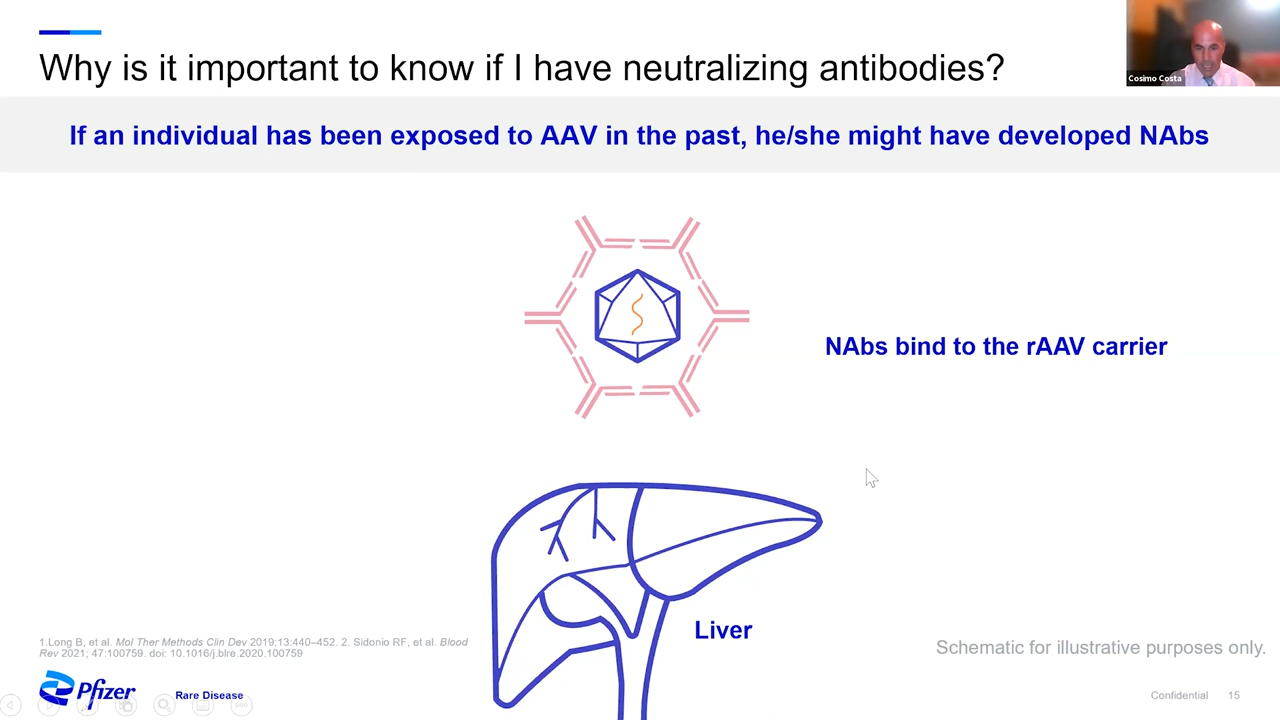 Why is it important to know if I have neutralizing antibodies?
Cosimo Costa
If an individual has been exposed to AAV in the past, he/she might have developed NAbs
NAbs bind to the rAAV carrier
Liver
1.Long B, et al. Mol Ther Methods Clin Dev 2019;13:440–452. 2. Sidonio RF, et al. Blood
Rev 2021; 47:100759. doi: 10.1016/j.blre.2020.100759
Schematic for illustrative purposes only.
Pfizer
Rare Disease
Confidential 15